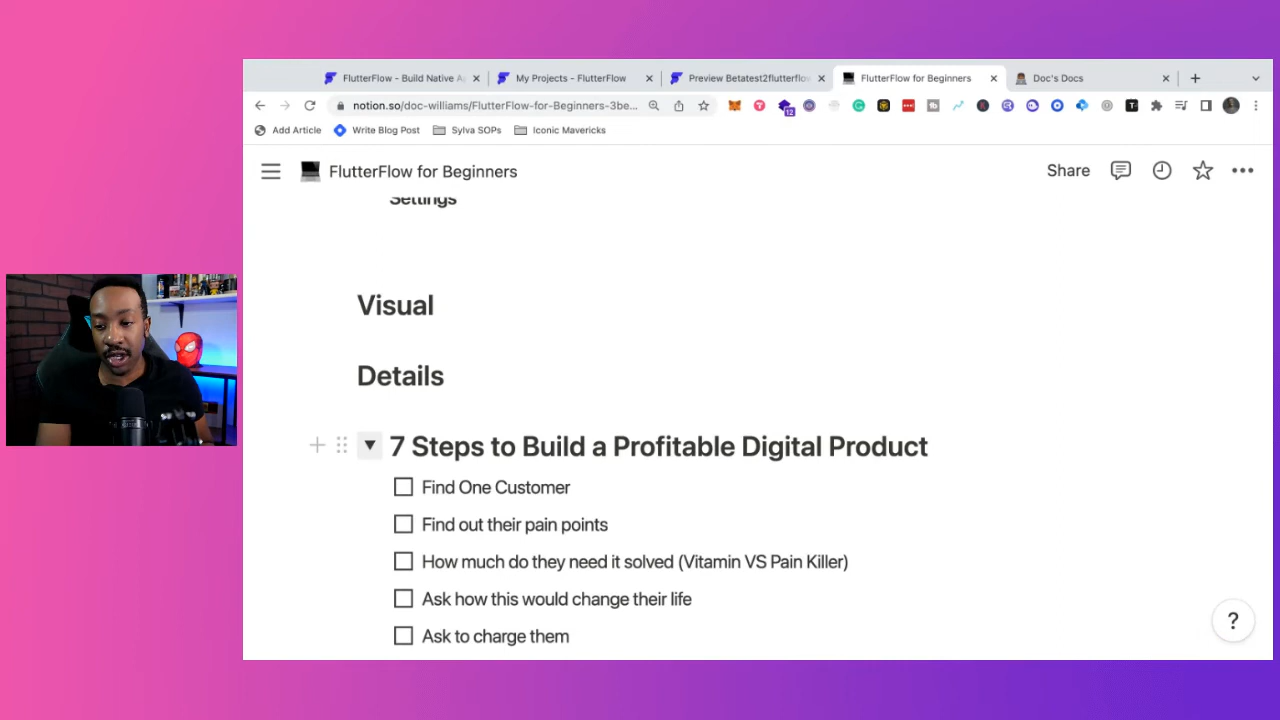 FlutterFlow - Build Native A
My Projects - FlutterFlow
Preview Betatest2flutterflow
FlutterFlow for Beginners
Doc's Docs
notion.so/doc-williams/FlutterFlow-for-Beginners-3be...
12
Add Article
Write Blog Post
Sylva SOPs
Iconic Mavericks
FlutterFlow for Beginners
Share
Settings
Visual
Details
7 Steps to Build a Profitable Digital Product
Find One Customer
Find out their pain points
How much do they need it solved (Vitamin VS Pain Killer)
Ask how this would change their life
Ask to charge them
?